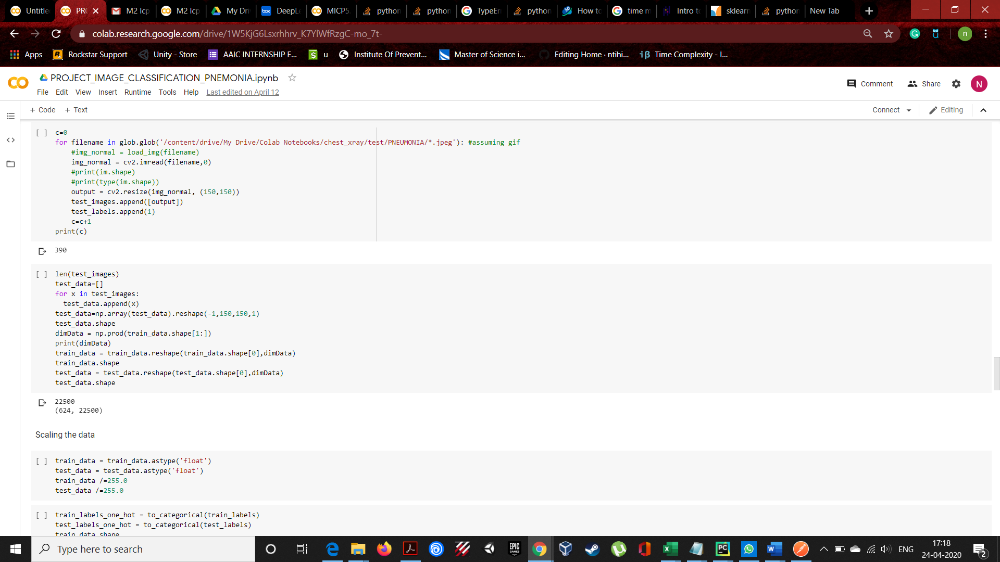 Untitle
PR
M2 Icp
M2 Icp
My Dri
box
DeepLe
MICP5.
python
python
TypeErr
python
How to
time m
Intro to
sklearn
python
New Tab
colab.research.google.com/drive/1W5KjG6Lsxrhhrv_K7YlWfRzgC-mo_7t-
n
Apps
Rockstar Support
Unity - Store
AAIC INTERNSHIP E...
u
Institute Of Prevent...
Master of Science i...
Editing Home · ntihi...
Time Complexity - I...
PROJECT_IMAGE_CLASSIFICATION_PNEMONIA.ipynb
Comment
Share
N
File Edit View Insert Runtime Tools Help Last edited on April 12
+ Code + Text
Connect
Editing
[ ] c=0
for filename in glob.glob('/content/drive/My Drive/Colab Notebooks/chest_xray/test/PNEUMONIA/*.jpeg'): #assuming gif
#img_normal = load_img(filename)
img_normal = cv2.imread(filename,0)
#print(im.shape)
#print(type(im.shape))
output = cv2.resize(img_normal, (150,150))
test_images.append([output])
test_labels.append(1)
c=c+1
print(c)
390
[ ] len(test_images)
test_data=[]
for x in test_images:
test_data.append(x)
test_data=np.array(test_data).reshape(-1,150,150,1)
test_data.shape
dimData = np.prod(train_data.shape[1:])
print(dimData)
train_data = train_data.reshape(train_data.shape[0],dimData)
train_data.shape
test_data = test_data.reshape(test_data.shape[0],dimData)
test_data.shape
22500
(624, 22500)
Scaling the data
[ ] train_data = train_data.astype('float')
test_data = test_data.astype('float')
train_data /=255.0
test_data /=255.0
[ ] train_labels_one_hot = to_categorical(train_labels)
test_labels_one_hot = to_categorical(test_labels)
train_data.shape
Type here to search
EPIC GAMES
PC
ENG
17:18
24-04-2020
2